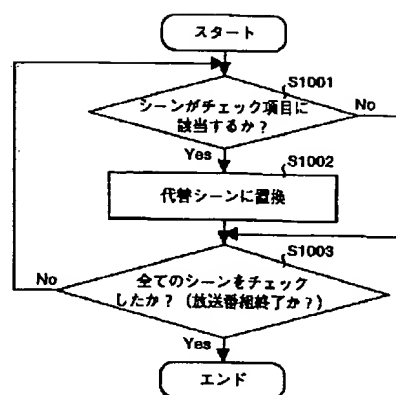 スタート
S1001
シーンがチェック項目に
該当するか？
No
Yes
S1002
代替シーンに置換
S1003
全てのシーンをチェック
したか？（放送番組終了か？）
No
Yes
エンド